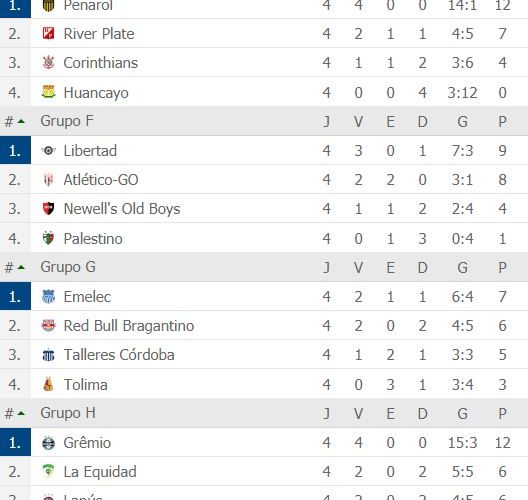 1. Peñarol 4 4 0 0 14:1 12
2. River Plate 4 2 1 1 4:5 7
3. Corinthians 4 1 1 2 3:6 4
4. Huancayo 4 0 0 4 3:12 0
# Grupo F J V E D G P
1. Libertad 4 3 0 1 7:3 9
2. Atlético-GO 4 2 2 0 3:1 8
3. Newell's Old Boys 4 1 1 2 2:4 4
4. Palestino 4 0 1 3 0:4 1
# Grupo G J V E D G P
1. Emelec 4 2 1 1 6:4 7
2. Red Bull Bragantino 4 2 0 2 4:5 6
3. Talleres Córdoba 4 1 2 1 3:3 5
4. Tolima 4 0 3 1 3:4 3
# Grupo H J V E D G P
1. Grêmio 4 4 0 0 15:3 12
2. La Equidad 4 2 0 2 5:5 6
Lanús 4 2 0 2 4:5 6